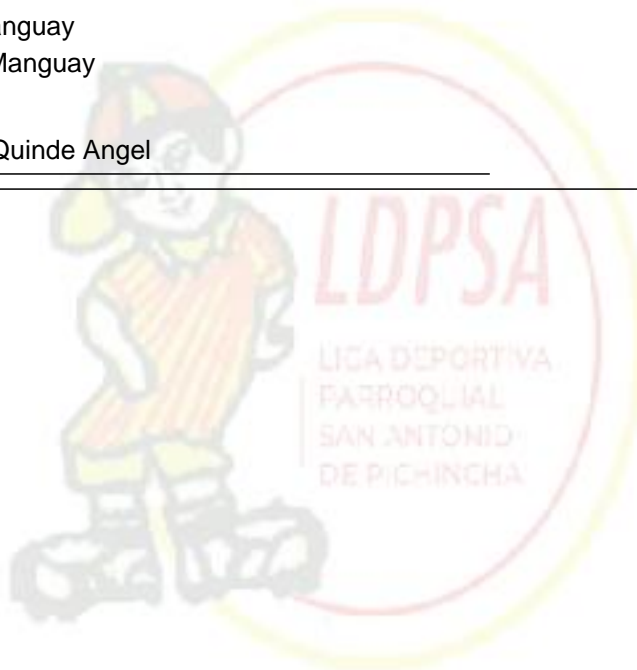 anguay
Manguay
Quinde Angel
LDPSA
LIGA DEPORTIVA
PARROQUIAL
SAN ANTONIO
DE PICHINCHA